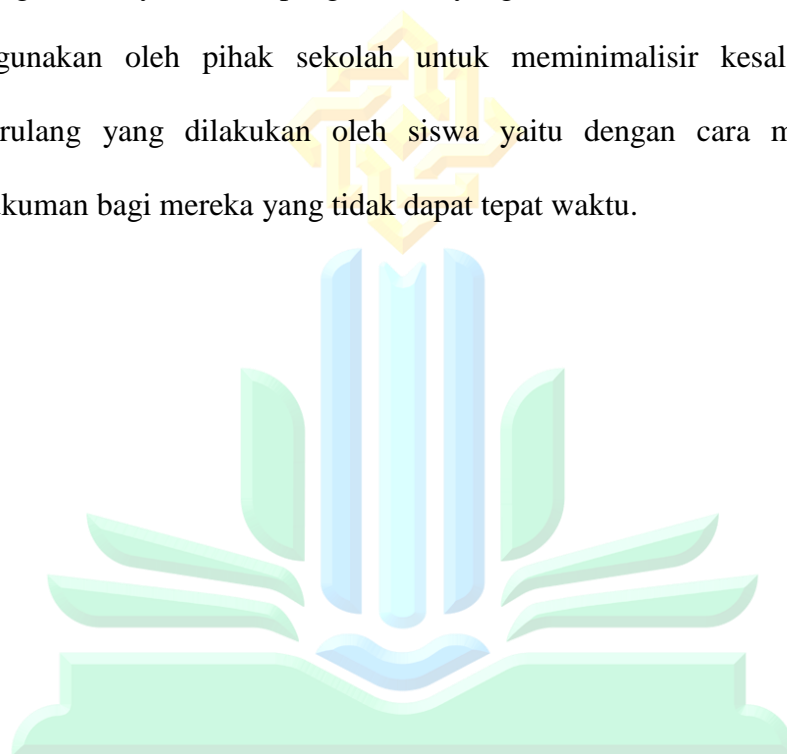 gunakan oleh pihak sekolah untuk meminimalisir kesal
rulang yang dilakukan oleh siswa yaitu dengan cara m
kuman bagi mereka yang tidak dapat tepat waktu.